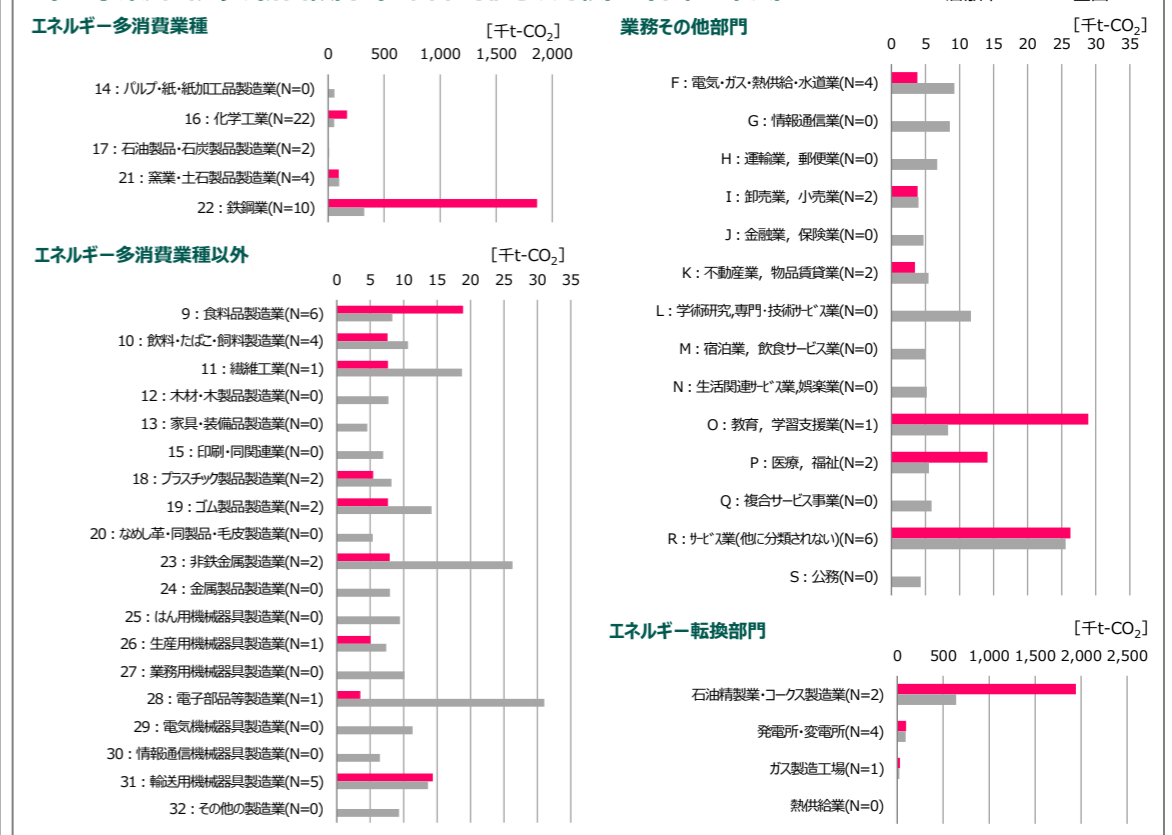 エネルギー多消費業種
[千t-CO2]
0 500 1,000 1,500 2,000
14：パルプ・紙・紙加工品製造業(N=0)
16：化学工業(N=22)
17：石油製品・石炭製品製造業(N=2)
21：窯業・土石製品製造業(N=4)
22：鉄鋼業(N=10)
エネルギー多消費業種以外
[千t-CO2]
0 5 10 15 20 25 30 35
9：食料品製造業(N=6)
10：飲料・たばこ・飼料製造業(N=4)
11：繊維工業(N=1)
12：木材・木製品製造業(N=0)
13：家具・装備品製造業(N=0)
15：印刷・同関連業(N=0)
18：プラスチック製品製造業(N=2)
19：ゴム製品製造業(N=2)
20：なめし革・同製品・毛皮製造業(N=0)
23：非鉄金属製造業(N=2)
24：金属製品製造業(N=0)
25：はん用機械器具製造業(N=0)
26：生産用機械器具製造業(N=1)
27：業務用機械器具製造業(N=0)
28：電子部品等製造業(N=1)
29：電気機械器具製造業(N=0)
30：情報通信機械器具製造業(N=0)
31：輸送用機械器具製造業(N=5)
32：その他の製造業(N=0)
業務その他部門
[千t-CO2]
0 5 10 15 20 25 30 35
F：電気・ガス・熱供給・水道業(N=4)
G：情報通信業(N=0)
H：運輸業，郵便業(N=0)
I：卸売業，小売業(N=2)
J：金融業，保険業(N=0)
K：不動産業，物品賃貸業(N=2)
L：学術研究,専門・技術サービス業(N=0)
M：宿泊業，飲食サービス業(N=0)
N：生活関連サービス業,娯楽業(N=0)
O：教育，学習支援業(N=1)
P：医療，福祉(N=2)
Q：複合サービス事業(N=0)
R：サービス業(他に分類されない)(N=6)
S：公務(N=0)
エネルギー転換部門
[千t-CO2]
0 500 1,000 1,500 2,000 2,500
石油精製業・コークス製造業(N=2)
発電所・変電所(N=4)
ガス製造工場(N=1)
熱供給業(N=0)